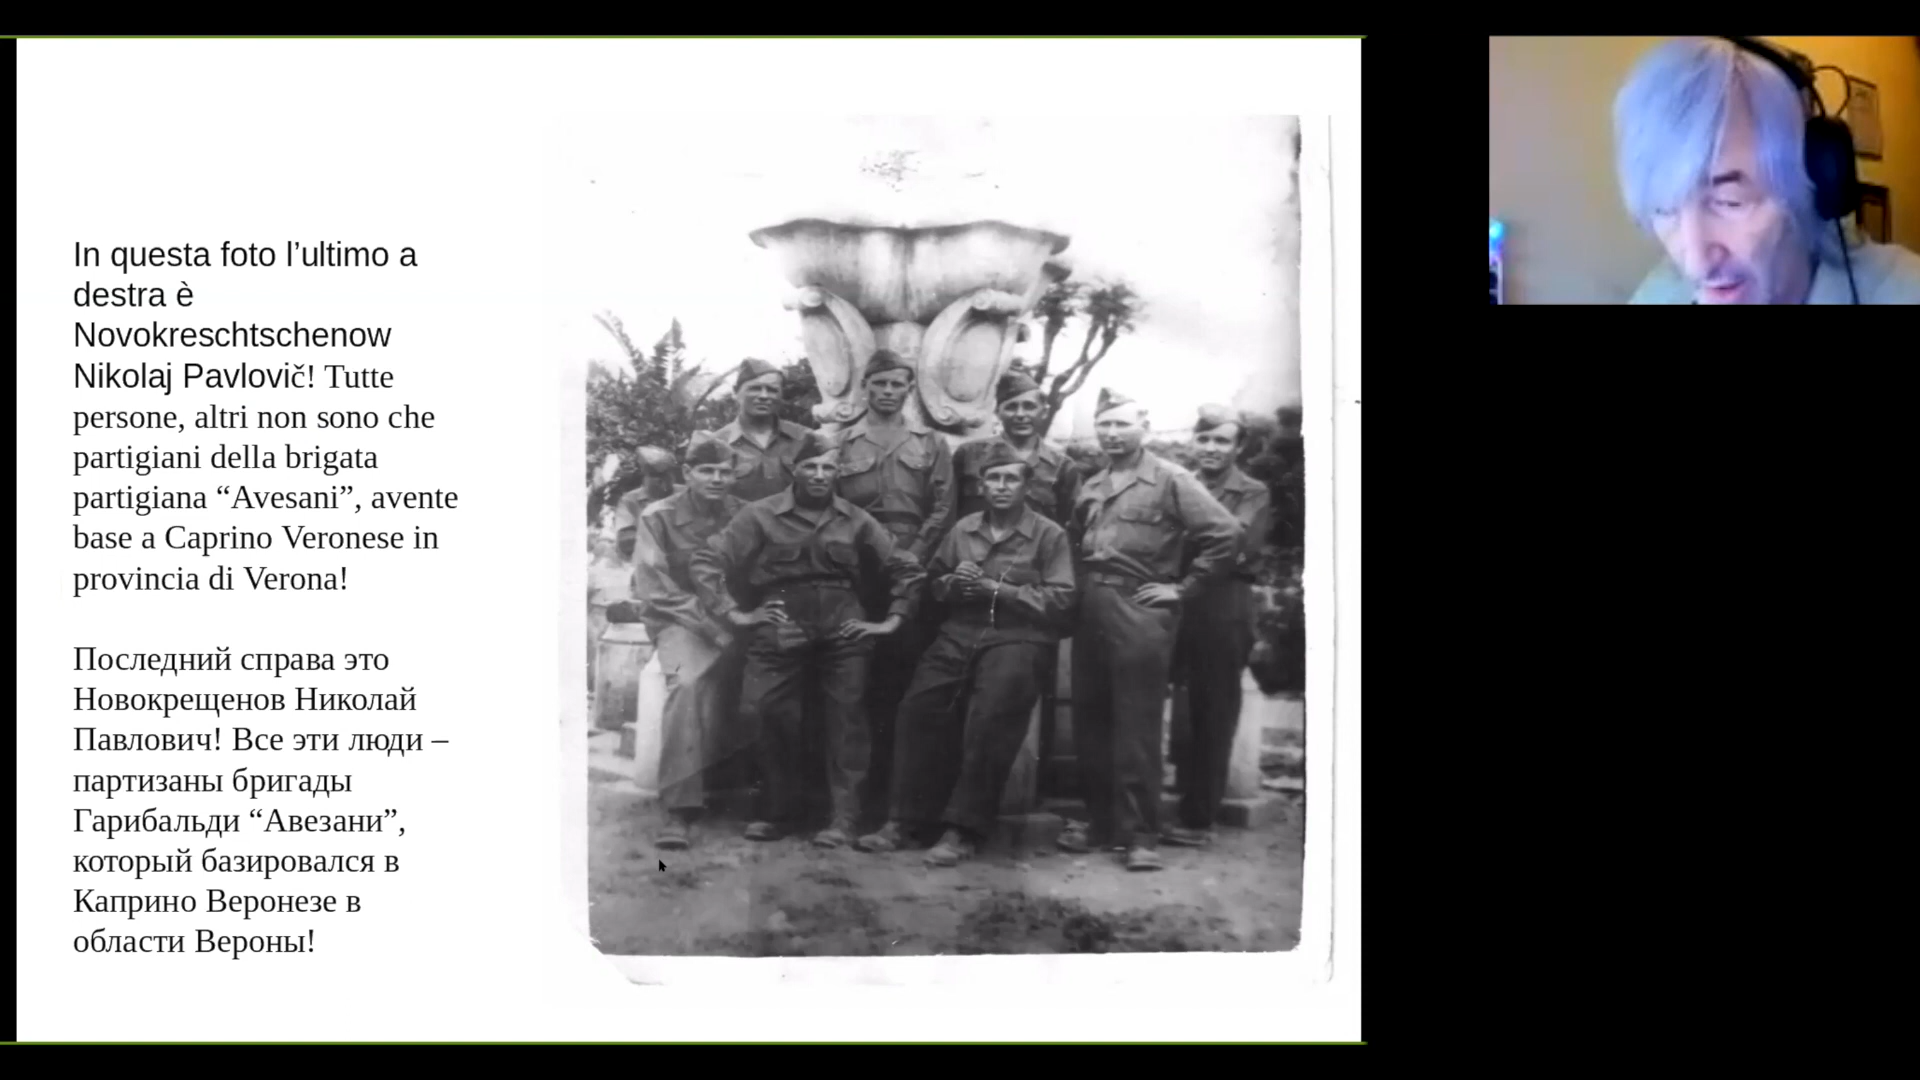 In questa foto l’ultimo a
destra è
Novokreschtschenow
Nikolaj Pavlovič! Tutte
persone, altri non sono che
partigiani della brigata
partigiana “Avesani”, avente
base a Caprino Veronese in
provincia di Verona!
Последний справа это
Новокрещенов Николай
Павлович! Все эти люди –
партизаны бригады
Гарибальди “Авезани”,
который базировался в
Каприно Веронезе в
области Вероны!